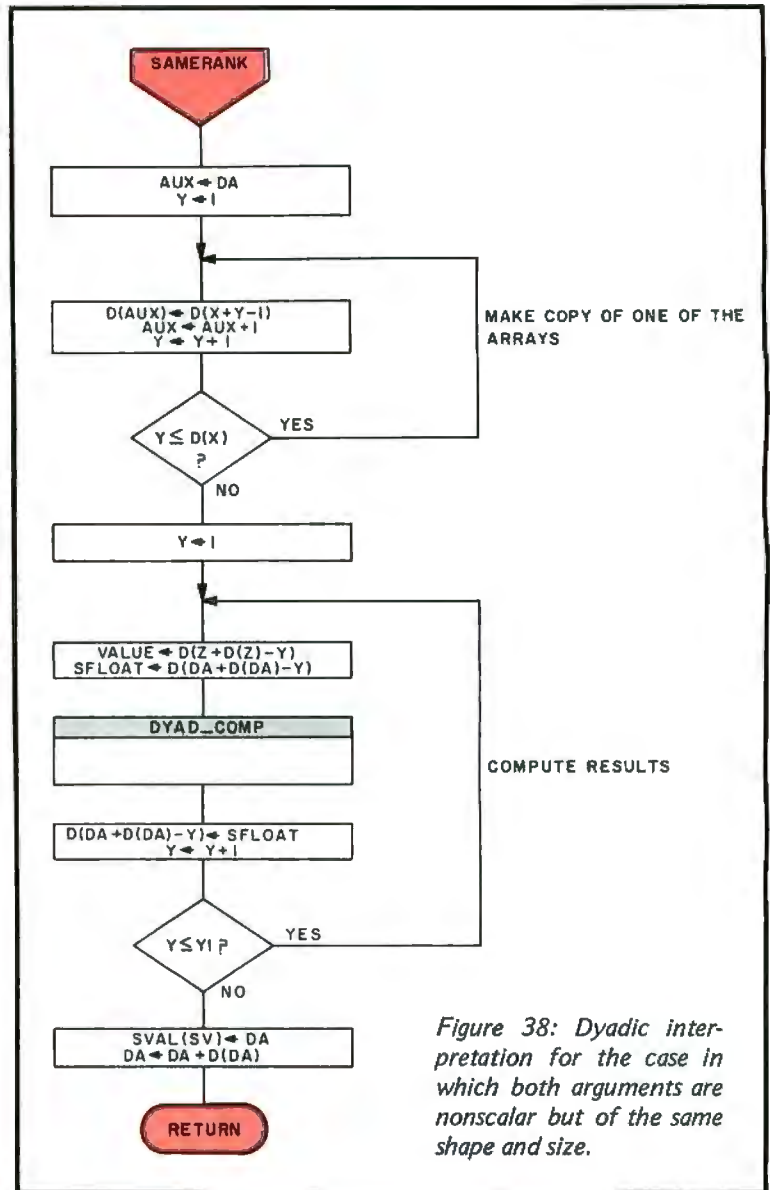 SAMERANK
AUX ← DA
Y ← 1
D(AUX) ← D(X+Y-1)
AUX ← AUX+1
Y ← Y+1
MAKE COPY OF ONE OF THE
ARRAYS
Y ≤ D(X)
?
YES
NO
Y ← 1
VALUE ← D(Z+D(Z)-Y)
SFLOAT ← D(DA+D(DA)-Y)
DYAD_COMP
COMPUTE RESULTS
D(DA+D(DA)-Y) ← SFLOAT
Y ← Y+1
Y ≤ Y1 ?
YES
NO
SVAL(SV) ← DA
DA ← DA + D(DA)
RETURN
Figure 38: Dyadic inter-
pretation for the case in
which both arguments are
nonscalar but of the same
shape and size.